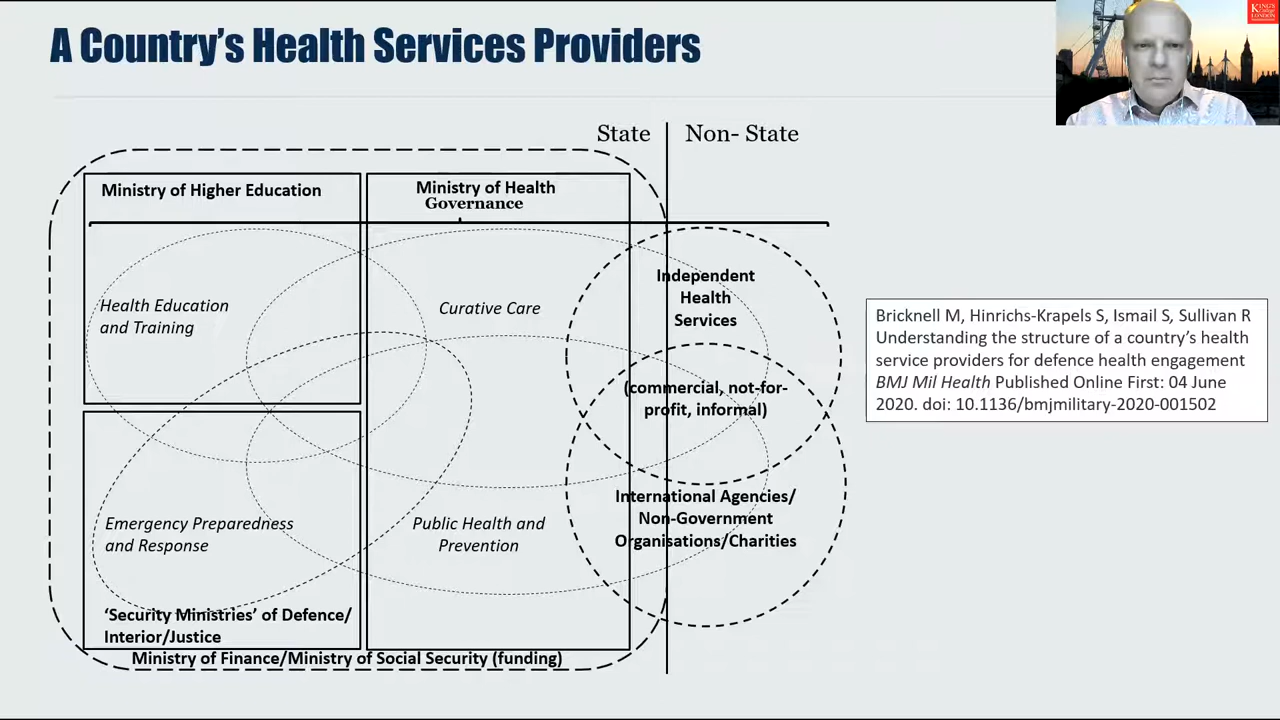 A Country's Health Services Providers
KING'S
College
LONDON
State
Non- State
Ministry of Higher Education
Ministry of Health
Governance
Health Education
and Training
Curative Care
Independent
Health
Services
(commercial, not-for-
profit, informal)
Emergency Preparedness
and Response
Public Health and
Prevention
International Agencies/
Non-Government
Organisations/Charities
‘Security Ministries’ of Defence/
Interior/Justice
Ministry of Finance/Ministry of Social Security (funding)
Bricknell M, Hinrichs-Krapels S, Ismail S, Sullivan R
Understanding the structure of a country’s health
service providers for defence health engagement
BMJ Mil Health Published Online First: 04 June
2020. doi: 10.1136/bmjmilitary-2020-001502